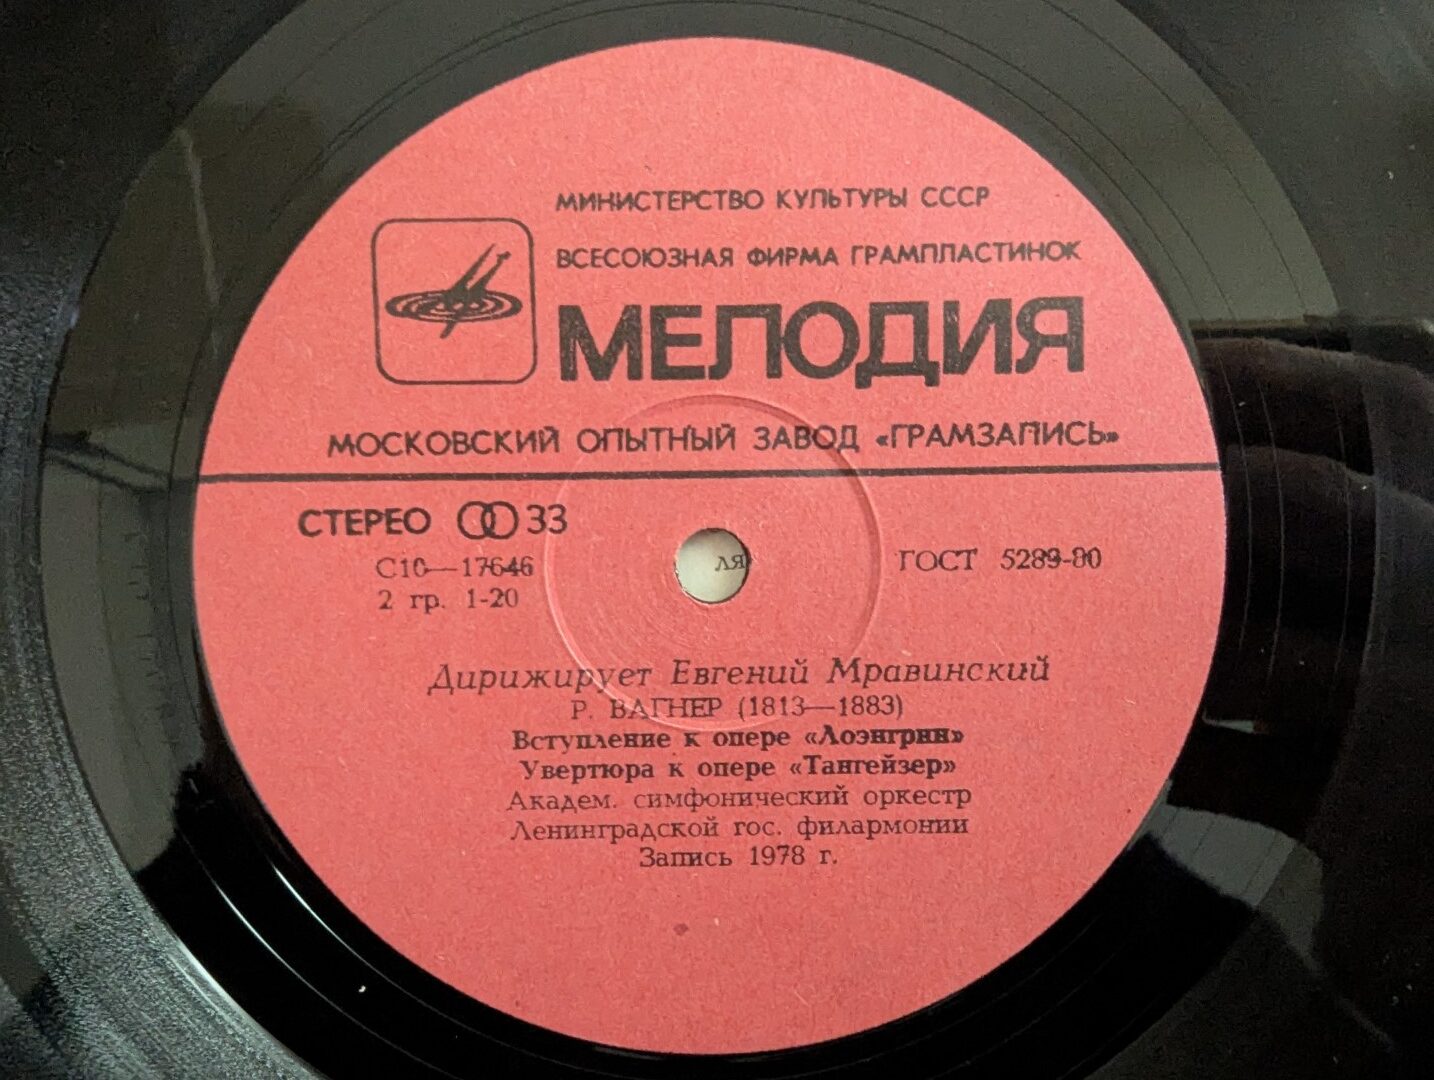 МИНИСТЕРСТВО КУЛЬТУРЫ СССР
ВСЕСОЮЗНАЯ ФИРМА ГРАМПЛАСТИНОК
МЕЛОДИЯ
МОСКОВСКИЙ ОПЫТНЫЙ ЗАВОД «ГРАМЗАПИСЬ»
СТЕРЕО 33
С10—17646
ГОСТ 5289-80
2 гр. 1-20
ля
Дирижирует Евгений Мравинский
Р. ВАГНЕР (1813—1883)
Вступление к опере «Лоэнгрин»
Увертюра к опере «Тангейзер»
Академ. симфонический оркестр
Ленинградской гос. филармонии
Запись 1978 г.